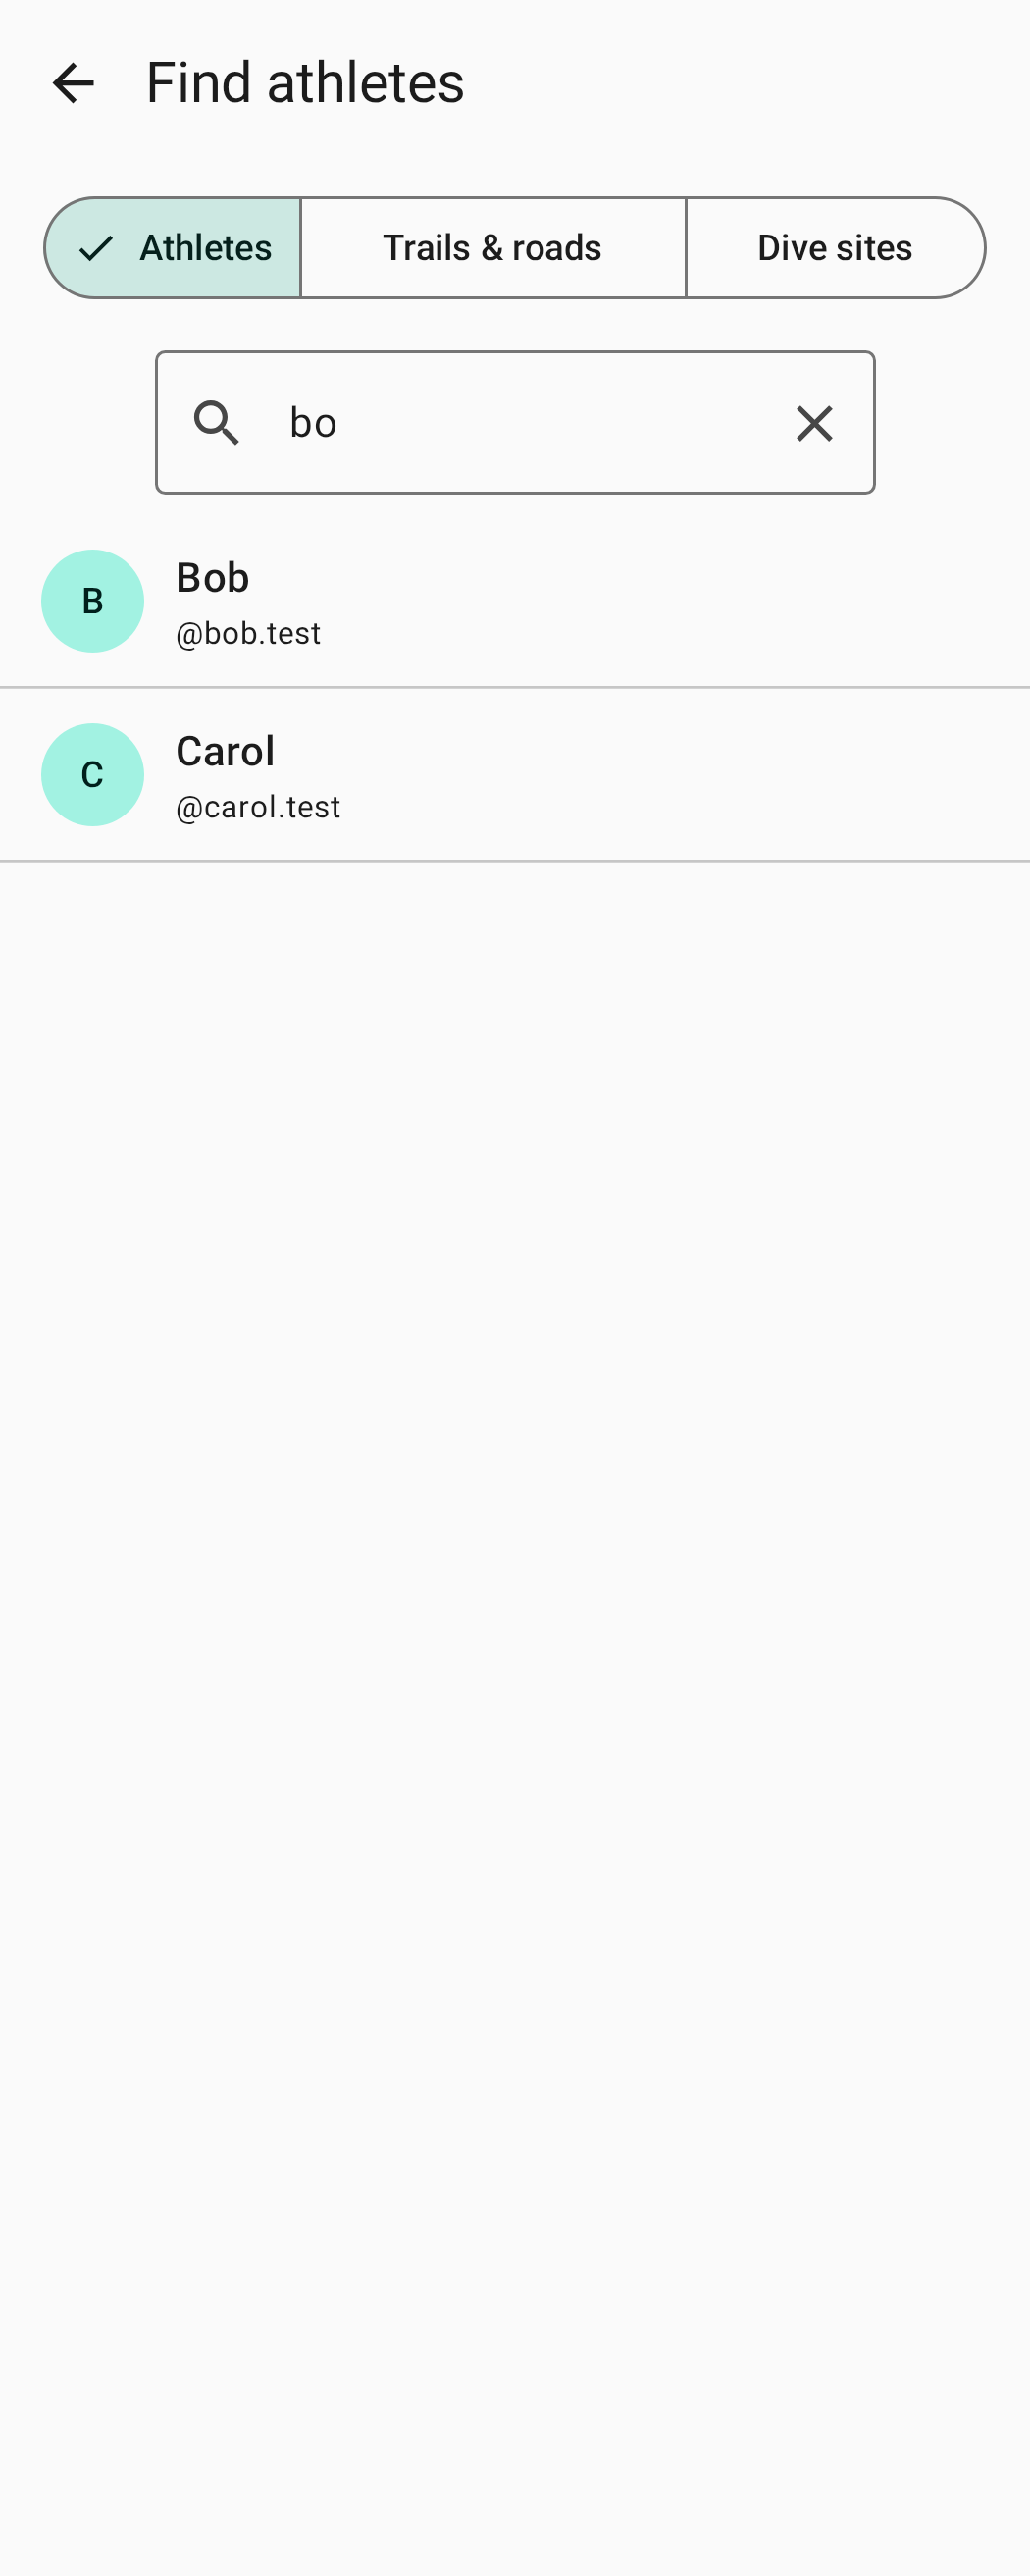 Find athletes
Athletes
Trails & roads
Dive sites
bo
B
Bob
@bob.test
C
Carol
@carol.test